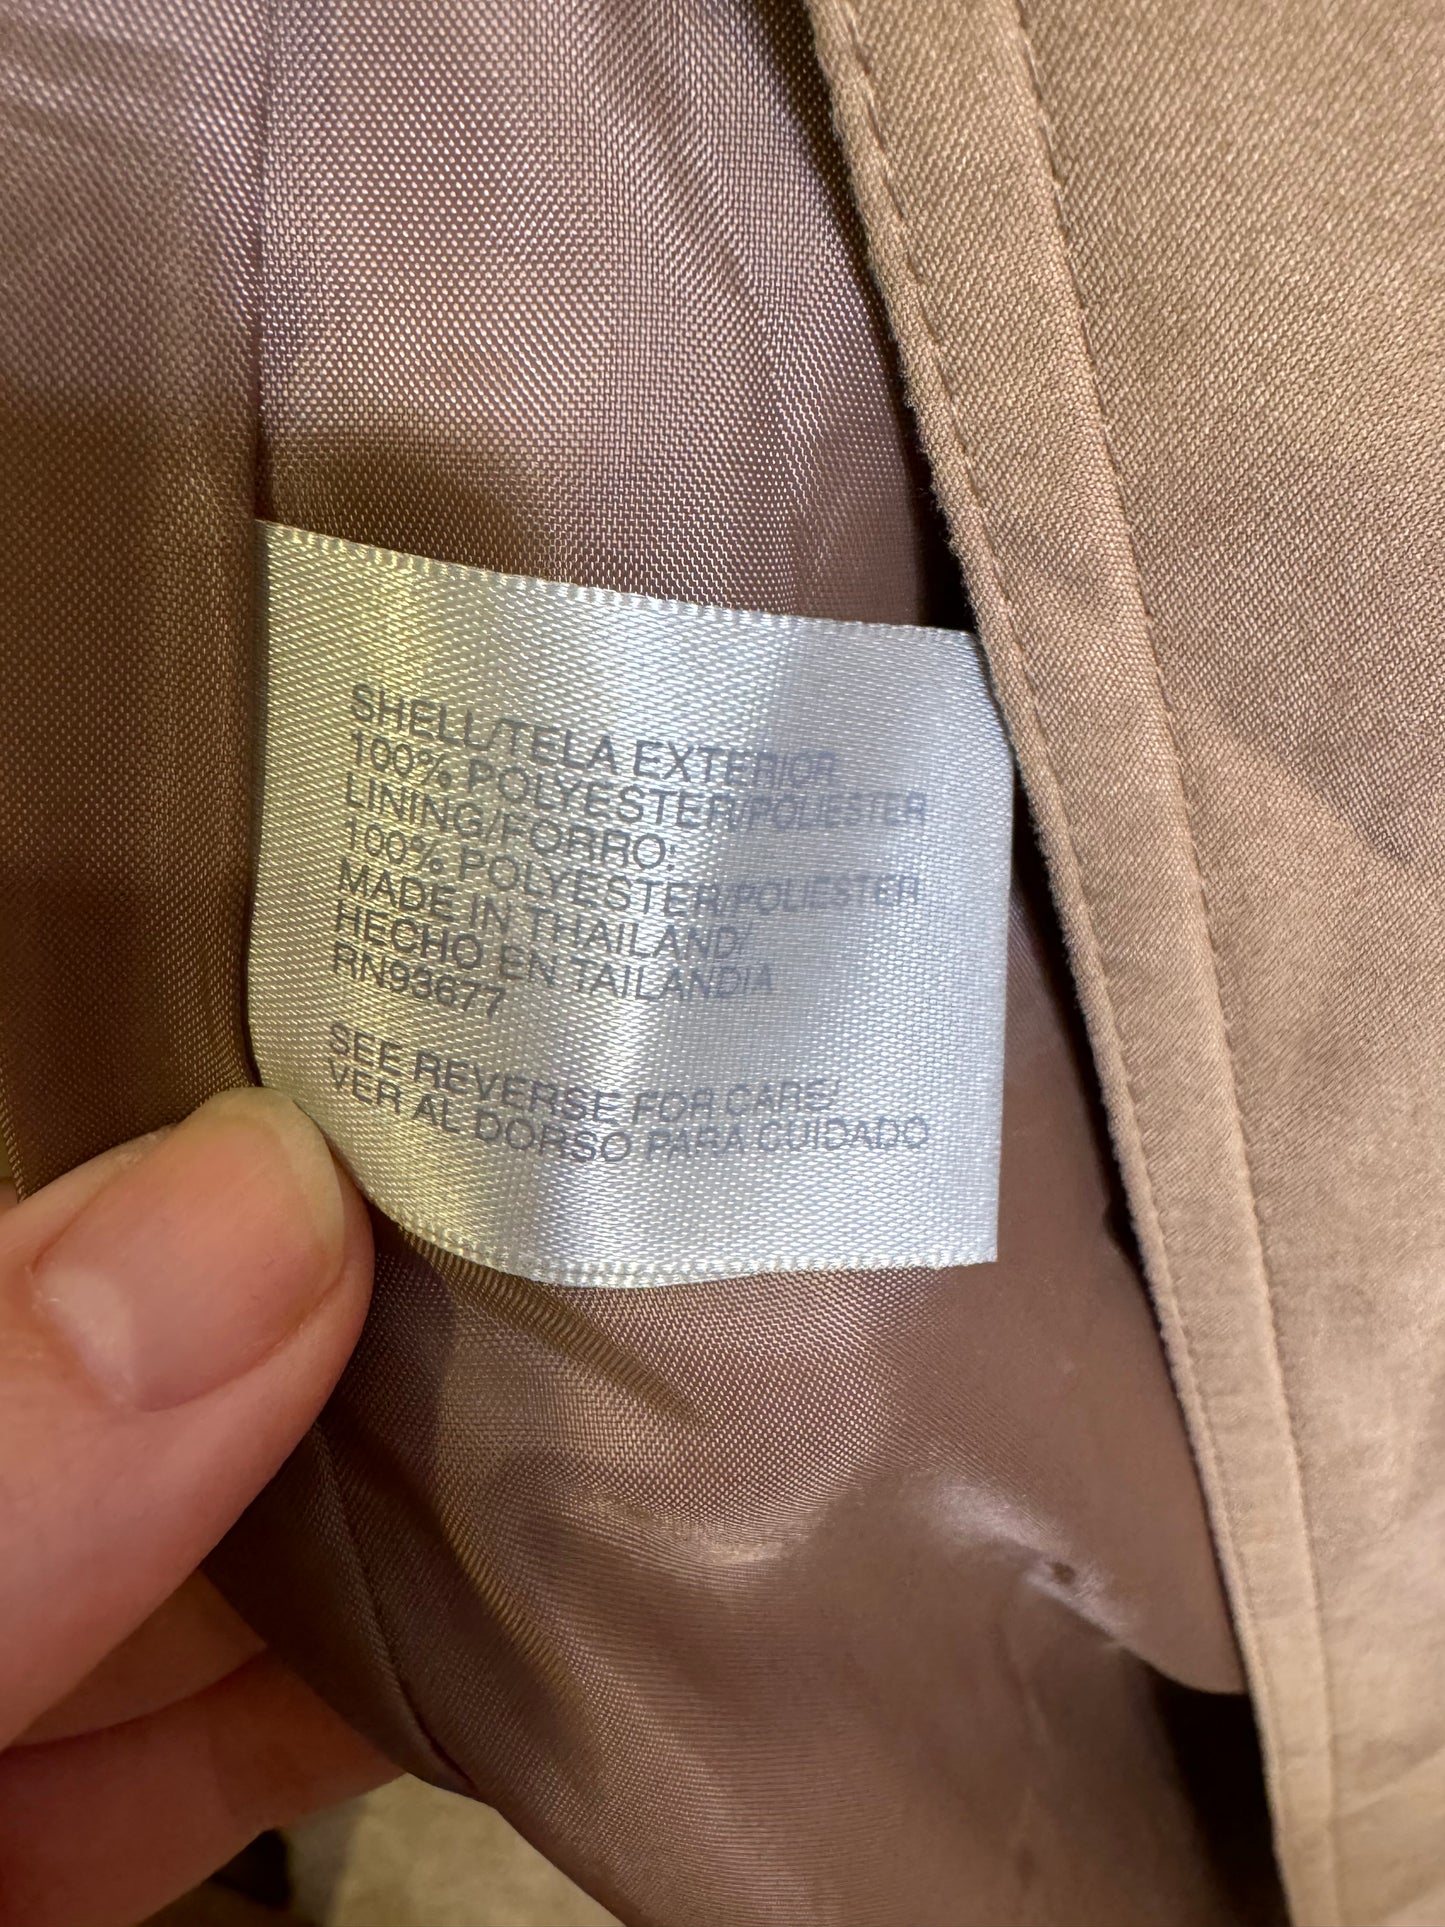 SHELL/TELA EXTERIOR
100% POLYESTER/POLIESTER
LINING/FORRO:
100% POLYESTER/POLIESTER
MADE IN THAILAND/
HECHO EN TAILANDIA
RN93677
SEE REVERSE FOR CARE/
VER AL DORSO PARA CUIDADO